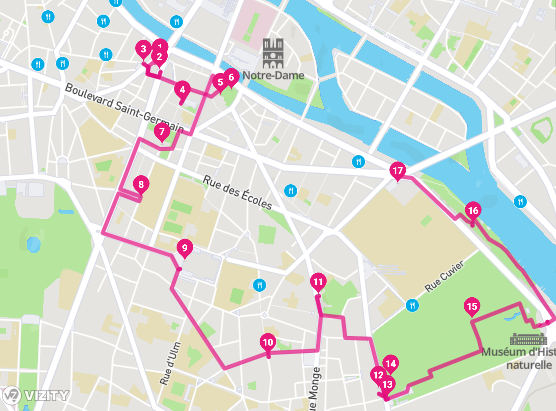 3
1
2
4
5
6
Notre-Dame
Boulevard Saint-Germain
7
8
Rue des Écoles
17
16
9
Rue Cuvier
11
15
10
Rue d'Ulm
Muséum d'Hist
naturelle
14
12
13
ue Monge
VIZITY